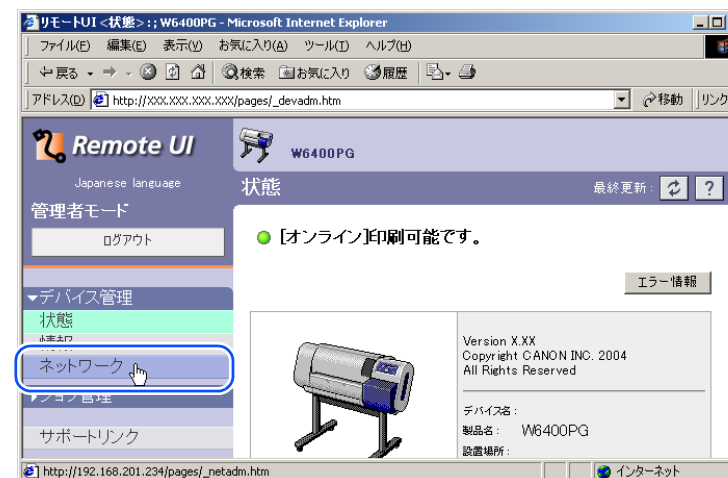 リモートUI <状態> : ; W6400PG - Microsoft Internet Explorer
ファイル(F) 編集(E) 表示(V) お気に入り(A) ツール(T) ヘルプ(H)
戻る 検索 お気に入り 履歴
アドレス(D) http://XXX.XXX.XXX.XXX/pages/_devadm.htm 移動 リンク
Remote UI
W6400PG
Japanese language
状態
最終更新 :
?
管理者モード
ログアウト
[オンライン]印刷可能です。
エラー情報
▼デバイス管理
状態
情報
ネットワーク
ジョブ管理
サポートリンク
Version X.XX
Copyright CANON INC. 2004
All Rights Reserved
デバイス名 :
製品名 : W6400PG
設置場所 :
http://192.168.201.234/pages/_netadm.htm
インターネット